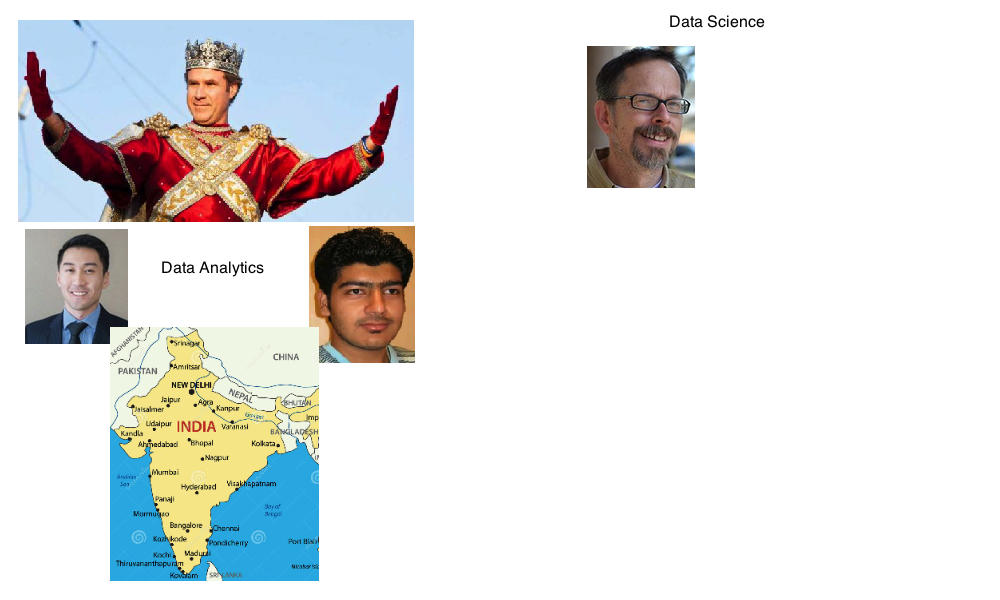 Data Science
Data Analytics
AFGHANISTAN
Srinagar
CHINA
PAKISTAN
Amritsar
NEW DELHI
NEPAL
BHUTAN
Jaipur
Agra
Kanpur
Jaisalmer
Varanasi
Udaipur
INDIA
BANGLADESH
Kandla
Ahmedabad
Bhopal
Kolkata
Nagpur
Mumbai
Arabian
Sea
Hyderabad
Visakhapatnam
Panaji
Bay of
Bengal
Mormugao
Bangalore
Chennai
Kozhikode
Pondicherry
Port Blair
Kochi
Madurai
Thiruvananthapuram
Kovalam
SRI LANKA